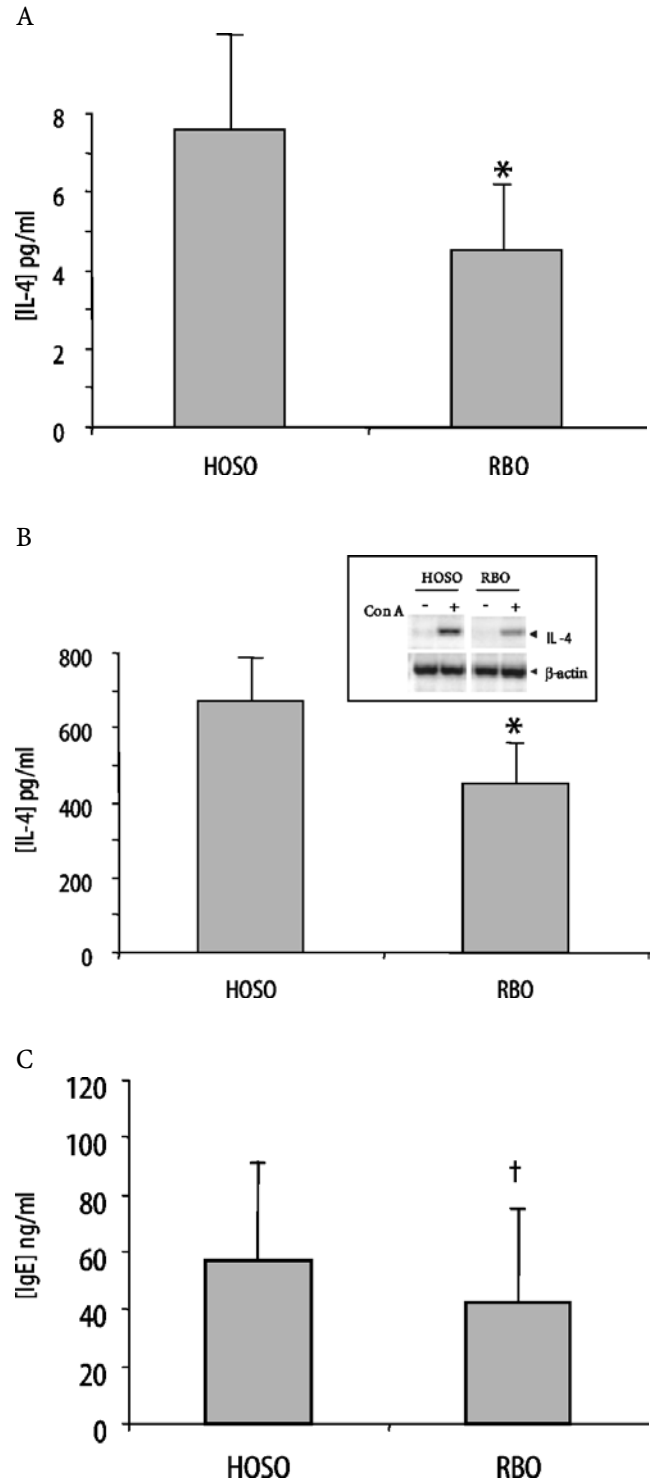 A
8
6
4
2
0
[IL-4] pg/ml
*
HOSO RBO
B
HOSO RBO
Con A - + - +
IL-4
β-actin
800
600
400
200
0
[IL-4] pg/ml
*
HOSO RBO
C
120
100
80
60
40
20
0
[IgE] ng/ml
†
HOSO RBO